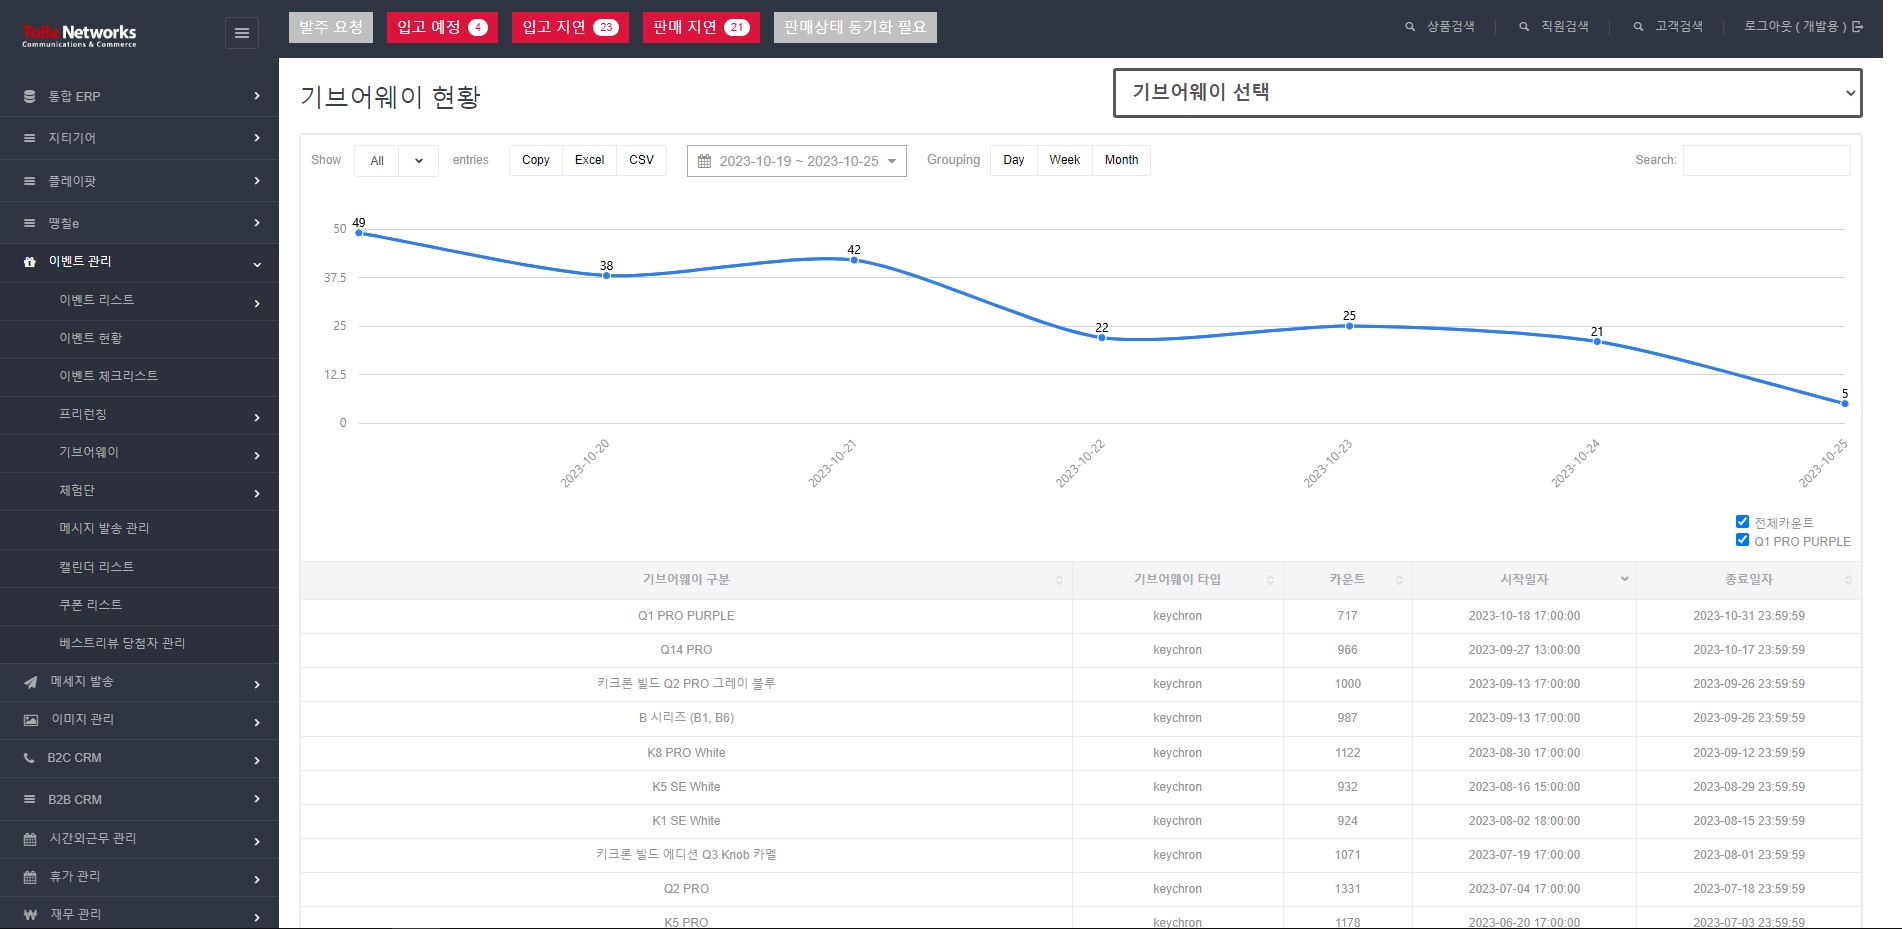 ToBe Networks
Communications & Commerce
발주 요청
입고 예정 4
입고 지연 23
판매 지연 21
판매상태 동기화 필요
상품검색
직원검색
고객검색
로그아웃 ( 개발용 )
통합 ERP
지티기어
플레이팟
땡칠e
이벤트 관리
이벤트 리스트
이벤트 현황
이벤트 체크리스트
프리런칭
기브어웨이
체험단
메시지 발송 관리
캘린더 리스트
쿠폰 리스트
베스트리뷰 당첨자 관리
메세지 발송
이미지 관리
B2C CRM
B2B CRM
시간외근무 관리
휴가 관리
재무 관리
기브어웨이 현황
기브어웨이 선택
Show All entries Copy Excel CSV 2023-10-19 ~ 2023-10-25 Grouping Day Week Month Search:
50
37.5
25
12.5
0
49
38
42
22
25
21
5
2023-10-20
2023-10-21
2023-10-22
2023-10-23
2023-10-24
2023-10-25
전체카운트
Q1 PRO PURPLE
기브어웨이 구분 기브어웨이 타입 카운트 시작일자 종료일자
Q1 PRO PURPLE keychron 717 2023-10-18 17:00:00 2023-10-31 23:59:59
Q14 PRO keychron 966 2023-09-27 13:00:00 2023-10-17 23:59:59
키크론 빌드 Q2 PRO 그레이 블루 keychron 1000 2023-09-13 17:00:00 2023-09-26 23:59:59
B 시리즈 (B1, B6) keychron 987 2023-09-13 17:00:00 2023-09-26 23:59:59
K8 PRO White keychron 1122 2023-08-30 17:00:00 2023-09-12 23:59:59
K5 SE White keychron 932 2023-08-16 15:00:00 2023-08-29 23:59:59
K1 SE White keychron 924 2023-08-02 18:00:00 2023-08-15 23:59:59
키크론 빌드 에디션 Q3 Knob 카멜 keychron 1071 2023-07-19 17:00:00 2023-08-01 23:59:59
Q2 PRO keychron 1331 2023-07-04 17:00:00 2023-07-18 23:59:59
K5 PRO keychron 1178 2023-06-20 17:00:00 2023-07-03 23:59:59